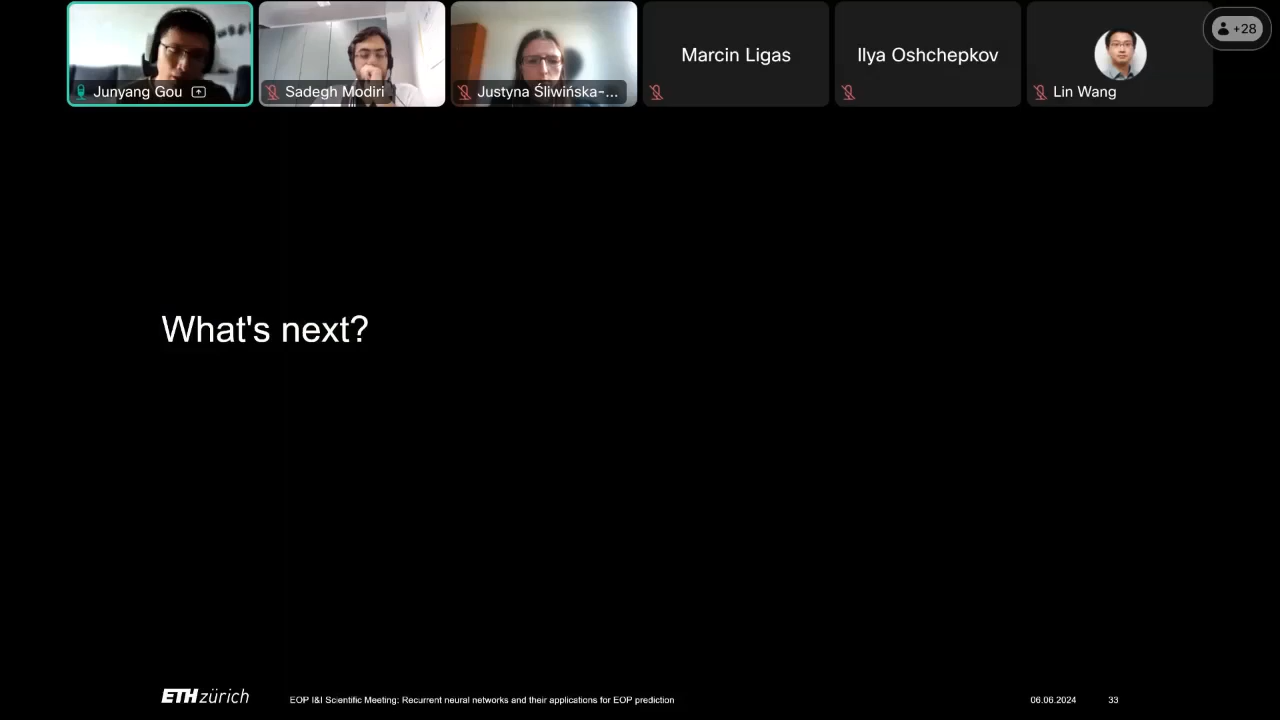 Junyang Gou
Sadegh Modiri
Justyna Śliwińska-...
Marcin Ligas
Ilya Oshchepkov
Lin Wang
+28
What's next?
ETH zürich
EOP I&I Scientific Meeting: Recurrent neural networks and their applications for EOP prediction
06.06.2024
33